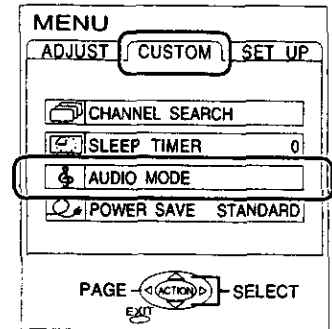 MENU
ADJUST CUSTOM SET UP
CHANNEL SEARCH
SLEEP TIMER 0
AUDIO MODE
POWER SAVE STANDARD
PAGE ACTION SELECT
EXIT